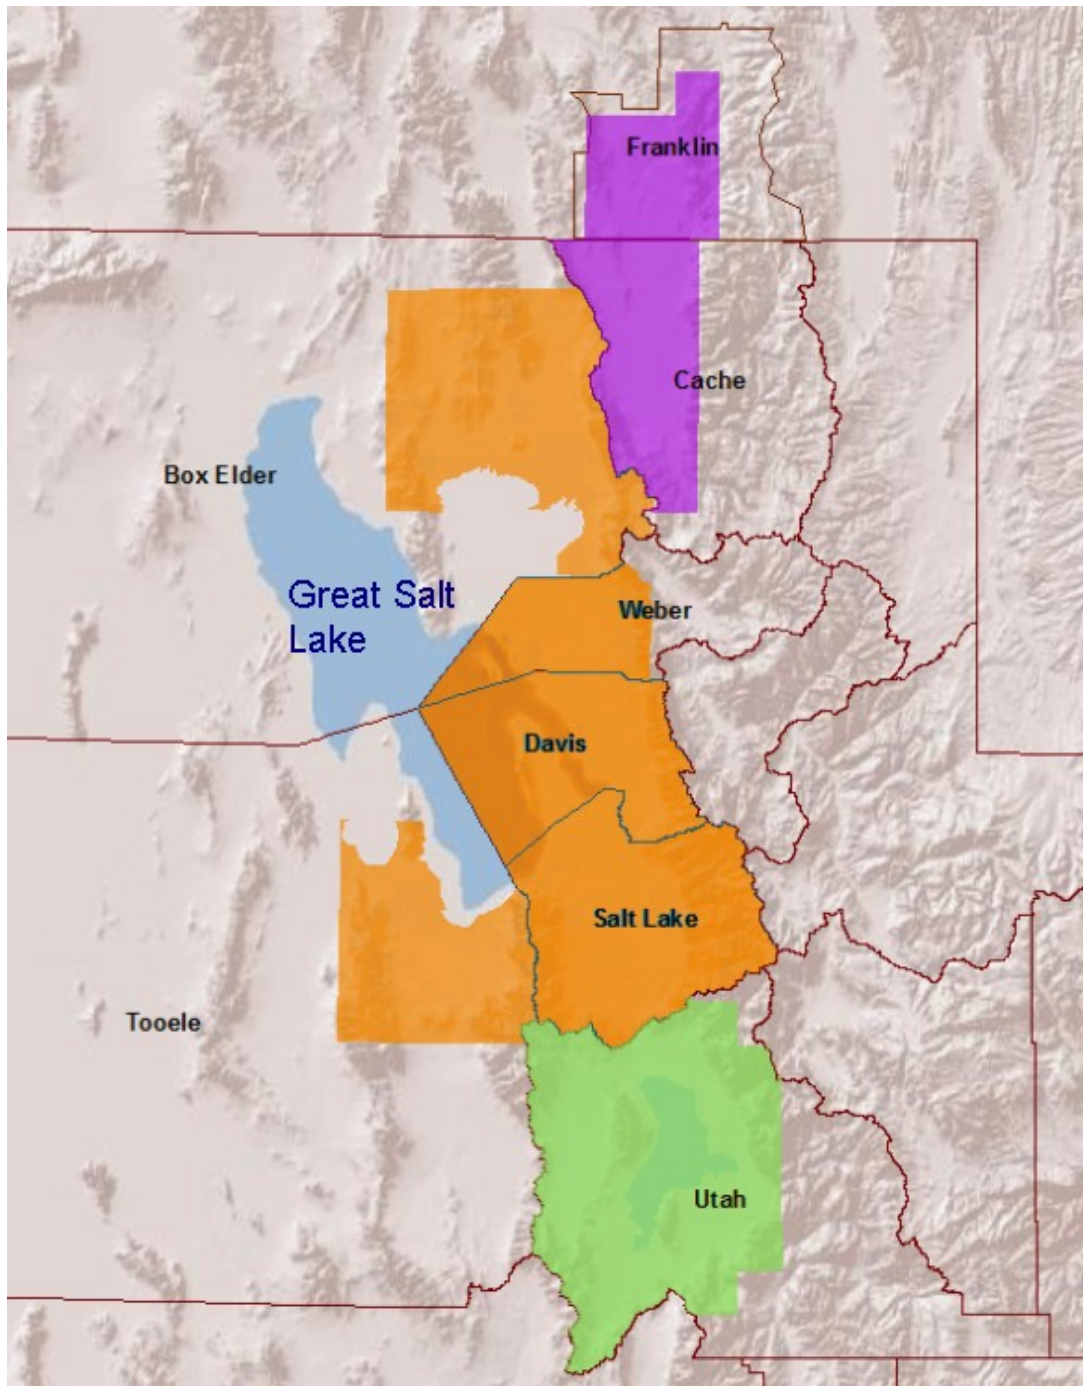 Franklin
Cache
Box Elder
Great Salt
Lake
Weber
Davis
Salt Lake
Tooele
Utah